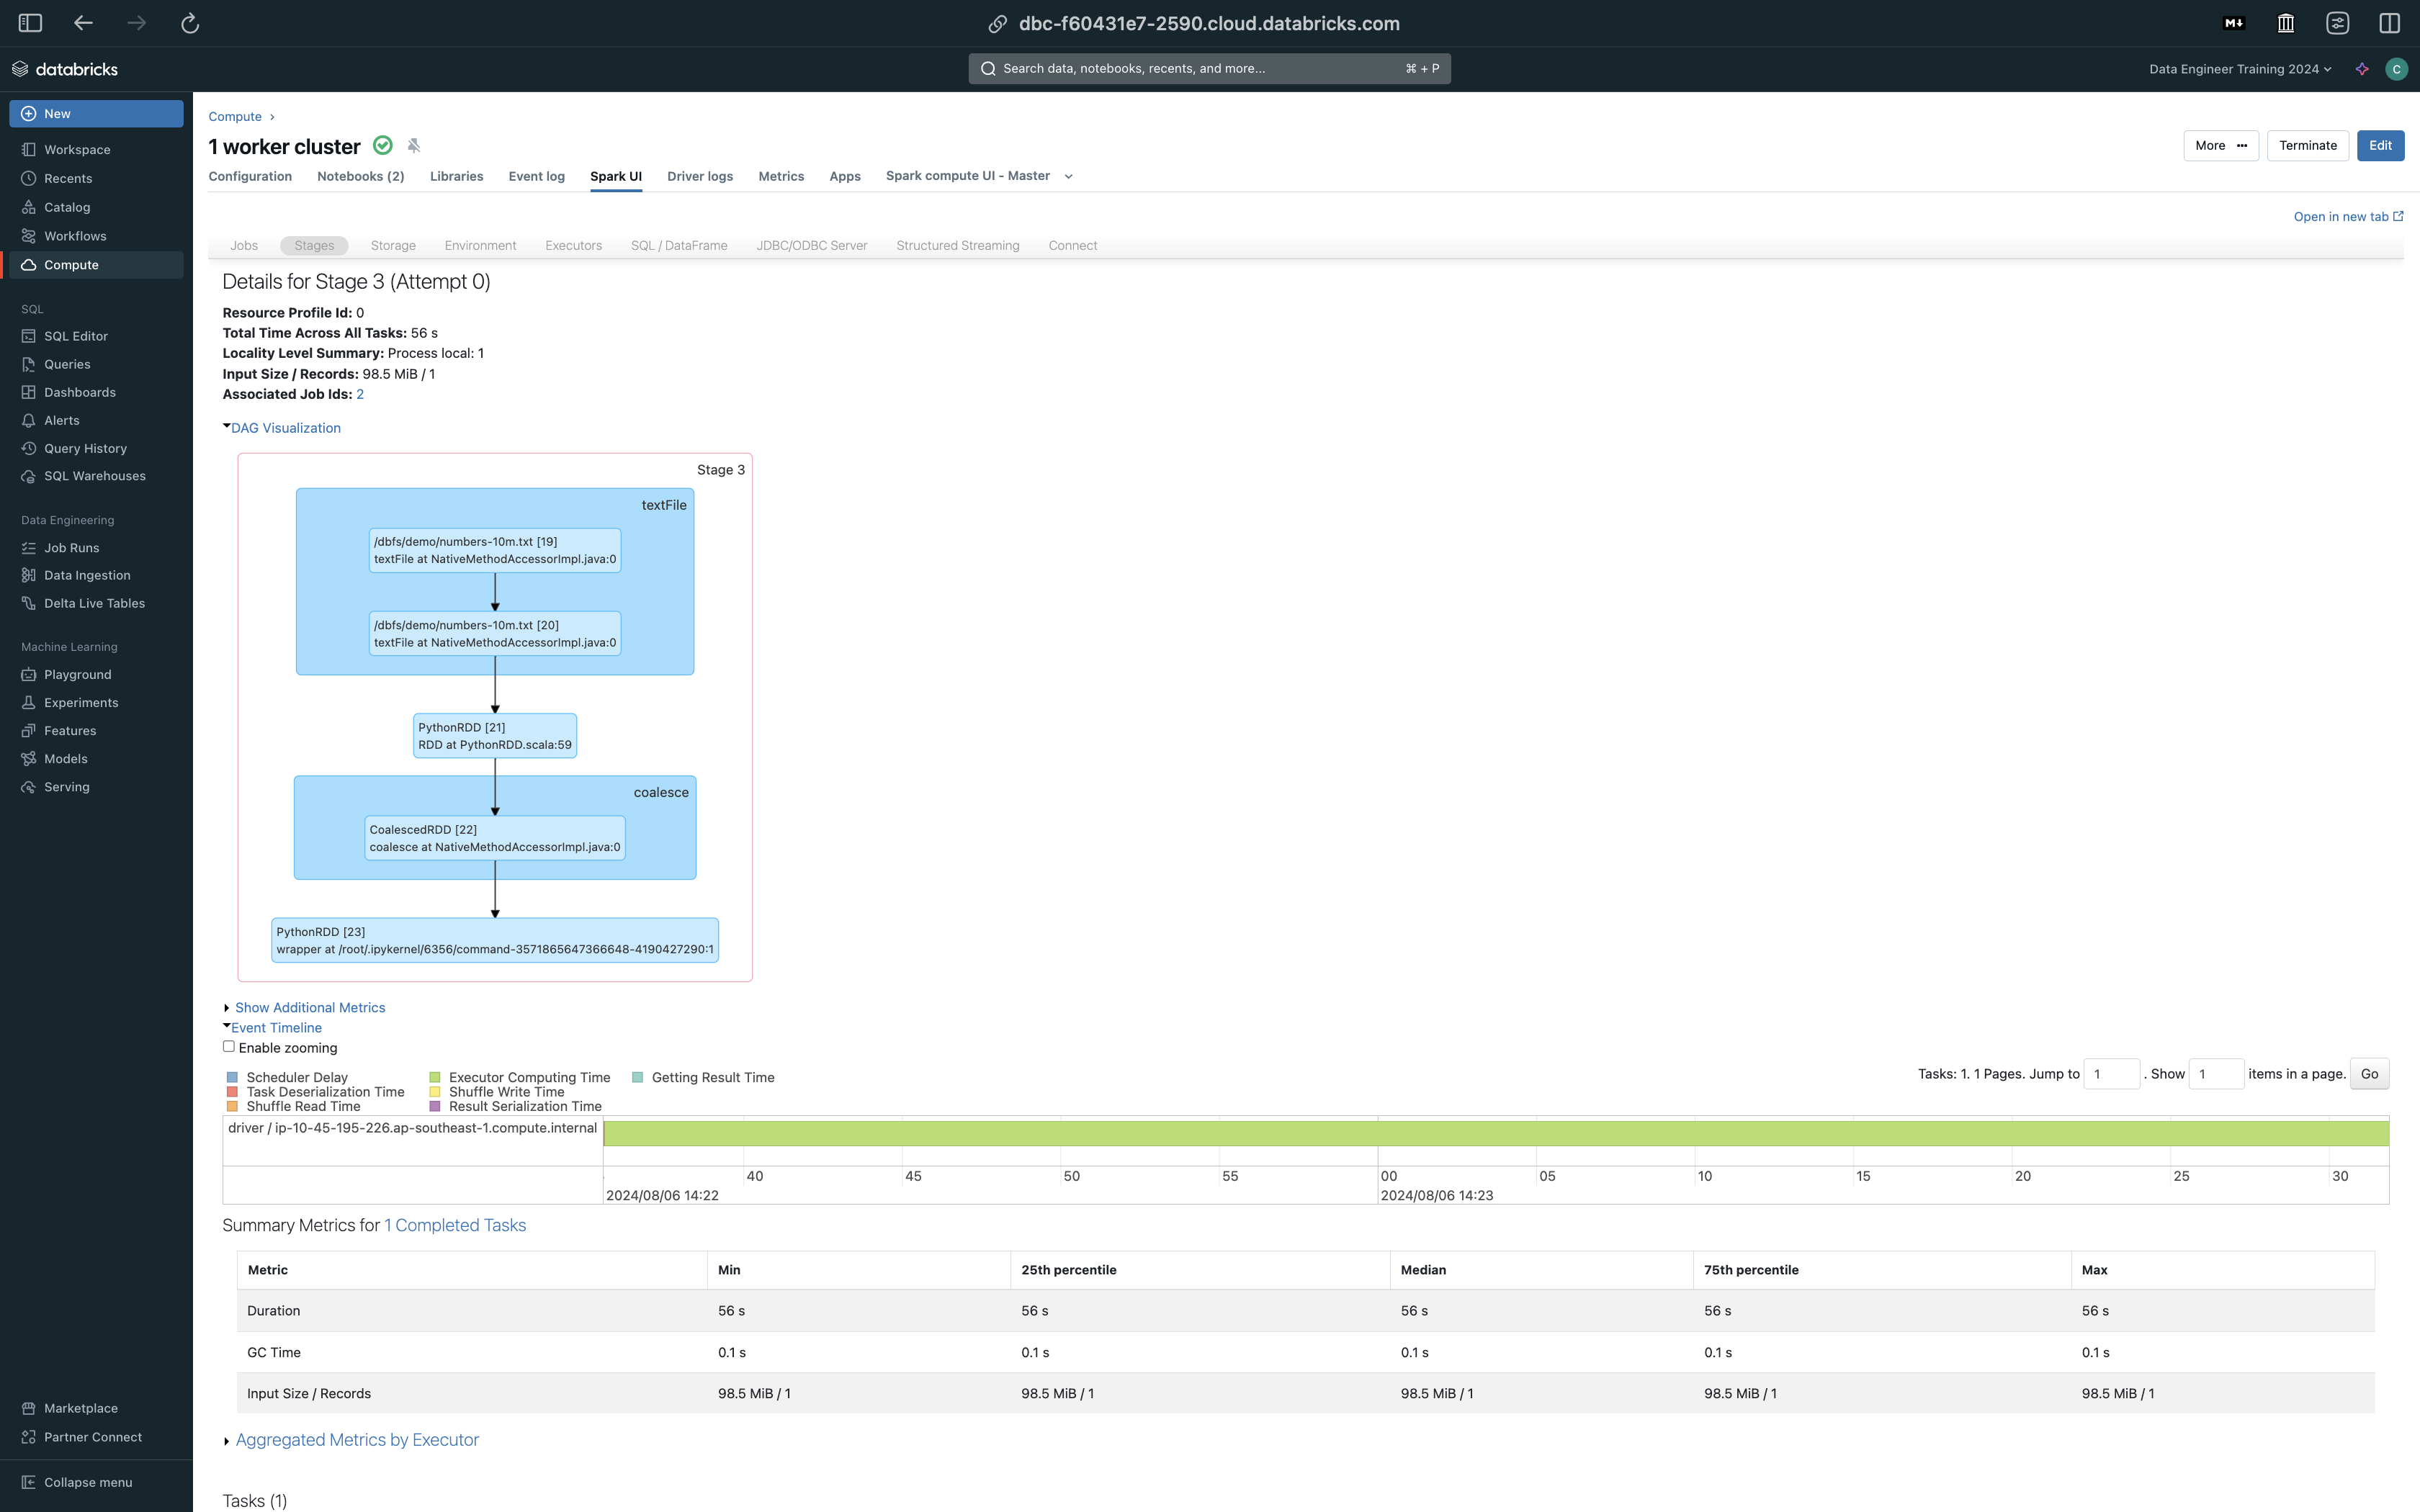 dbc-f60431e7-2590.cloud.databricks.com
M↓
databricks
Search data, notebooks, recents, and more...
⌘ + P
Data Engineer Training 2024
C
New
Workspace
Recents
Catalog
Workflows
Compute
SQL
SQL Editor
Queries
Dashboards
Alerts
Query History
SQL Warehouses
Data Engineering
Job Runs
Data Ingestion
Delta Live Tables
Machine Learning
Playground
Experiments
Features
Models
Serving
Marketplace
Partner Connect
Collapse menu
Compute ›
1 worker cluster
More ···
Terminate
Edit
Configuration
Notebooks (2)
Libraries
Event log
Spark UI
Driver logs
Metrics
Apps
Spark compute UI - Master
Open in new tab
Jobs
Stages
Storage
Environment
Executors
SQL / DataFrame
JDBC/ODBC Server
Structured Streaming
Connect
Details for Stage 3 (Attempt 0)
Resource Profile Id: 0
Total Time Across All Tasks: 56 s
Locality Level Summary: Process local: 1
Input Size / Records: 98.5 MiB / 1
Associated Job Ids: 2
DAG Visualization
Stage 3
textFile
/dbfs/demo/numbers-10m.txt [19]
textFile at NativeMethodAccessorImpl.java:0
/dbfs/demo/numbers-10m.txt [20]
textFile at NativeMethodAccessorImpl.java:0
PythonRDD [21]
RDD at PythonRDD.scala:59
coalesce
CoalescedRDD [22]
coalesce at NativeMethodAccessorImpl.java:0
PythonRDD [23]
wrapper at /root/.ipykernel/6356/command-3571865647366648-4190427290:1
Show Additional Metrics
Event Timeline
Enable zooming
Scheduler Delay
Task Deserialization Time
Shuffle Read Time
Executor Computing Time
Shuffle Write Time
Result Serialization Time
Getting Result Time
Tasks: 1. 1 Pages. Jump to 1 . Show 1 items in a page. Go
driver / ip-10-45-195-226.ap-southeast-1.compute.internal
40 45 50 55 00 05 10 15 20 25 30
2024/08/06 14:22 2024/08/06 14:23
Summary Metrics for 1 Completed Tasks
Metric Min 25th percentile Median 75th percentile Max
Duration 56 s 56 s 56 s 56 s 56 s
GC Time 0.1 s 0.1 s 0.1 s 0.1 s 0.1 s
Input Size / Records 98.5 MiB / 1 98.5 MiB / 1 98.5 MiB / 1 98.5 MiB / 1 98.5 MiB / 1
Aggregated Metrics by Executor
Tasks (1)